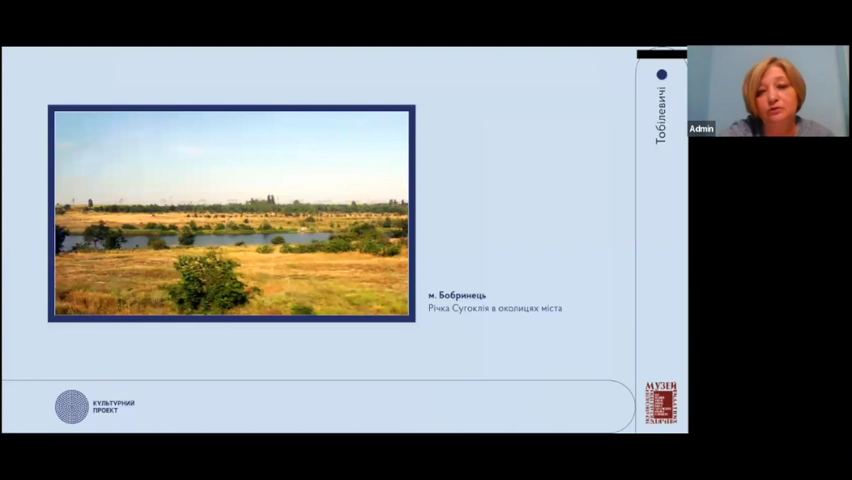 Тобілевичі
Admin
м. Бобринець
Річка Сугоклія в околицях міста
КУЛЬТУРНИЙ
ПРОЕКТ
МУЗЕЙ